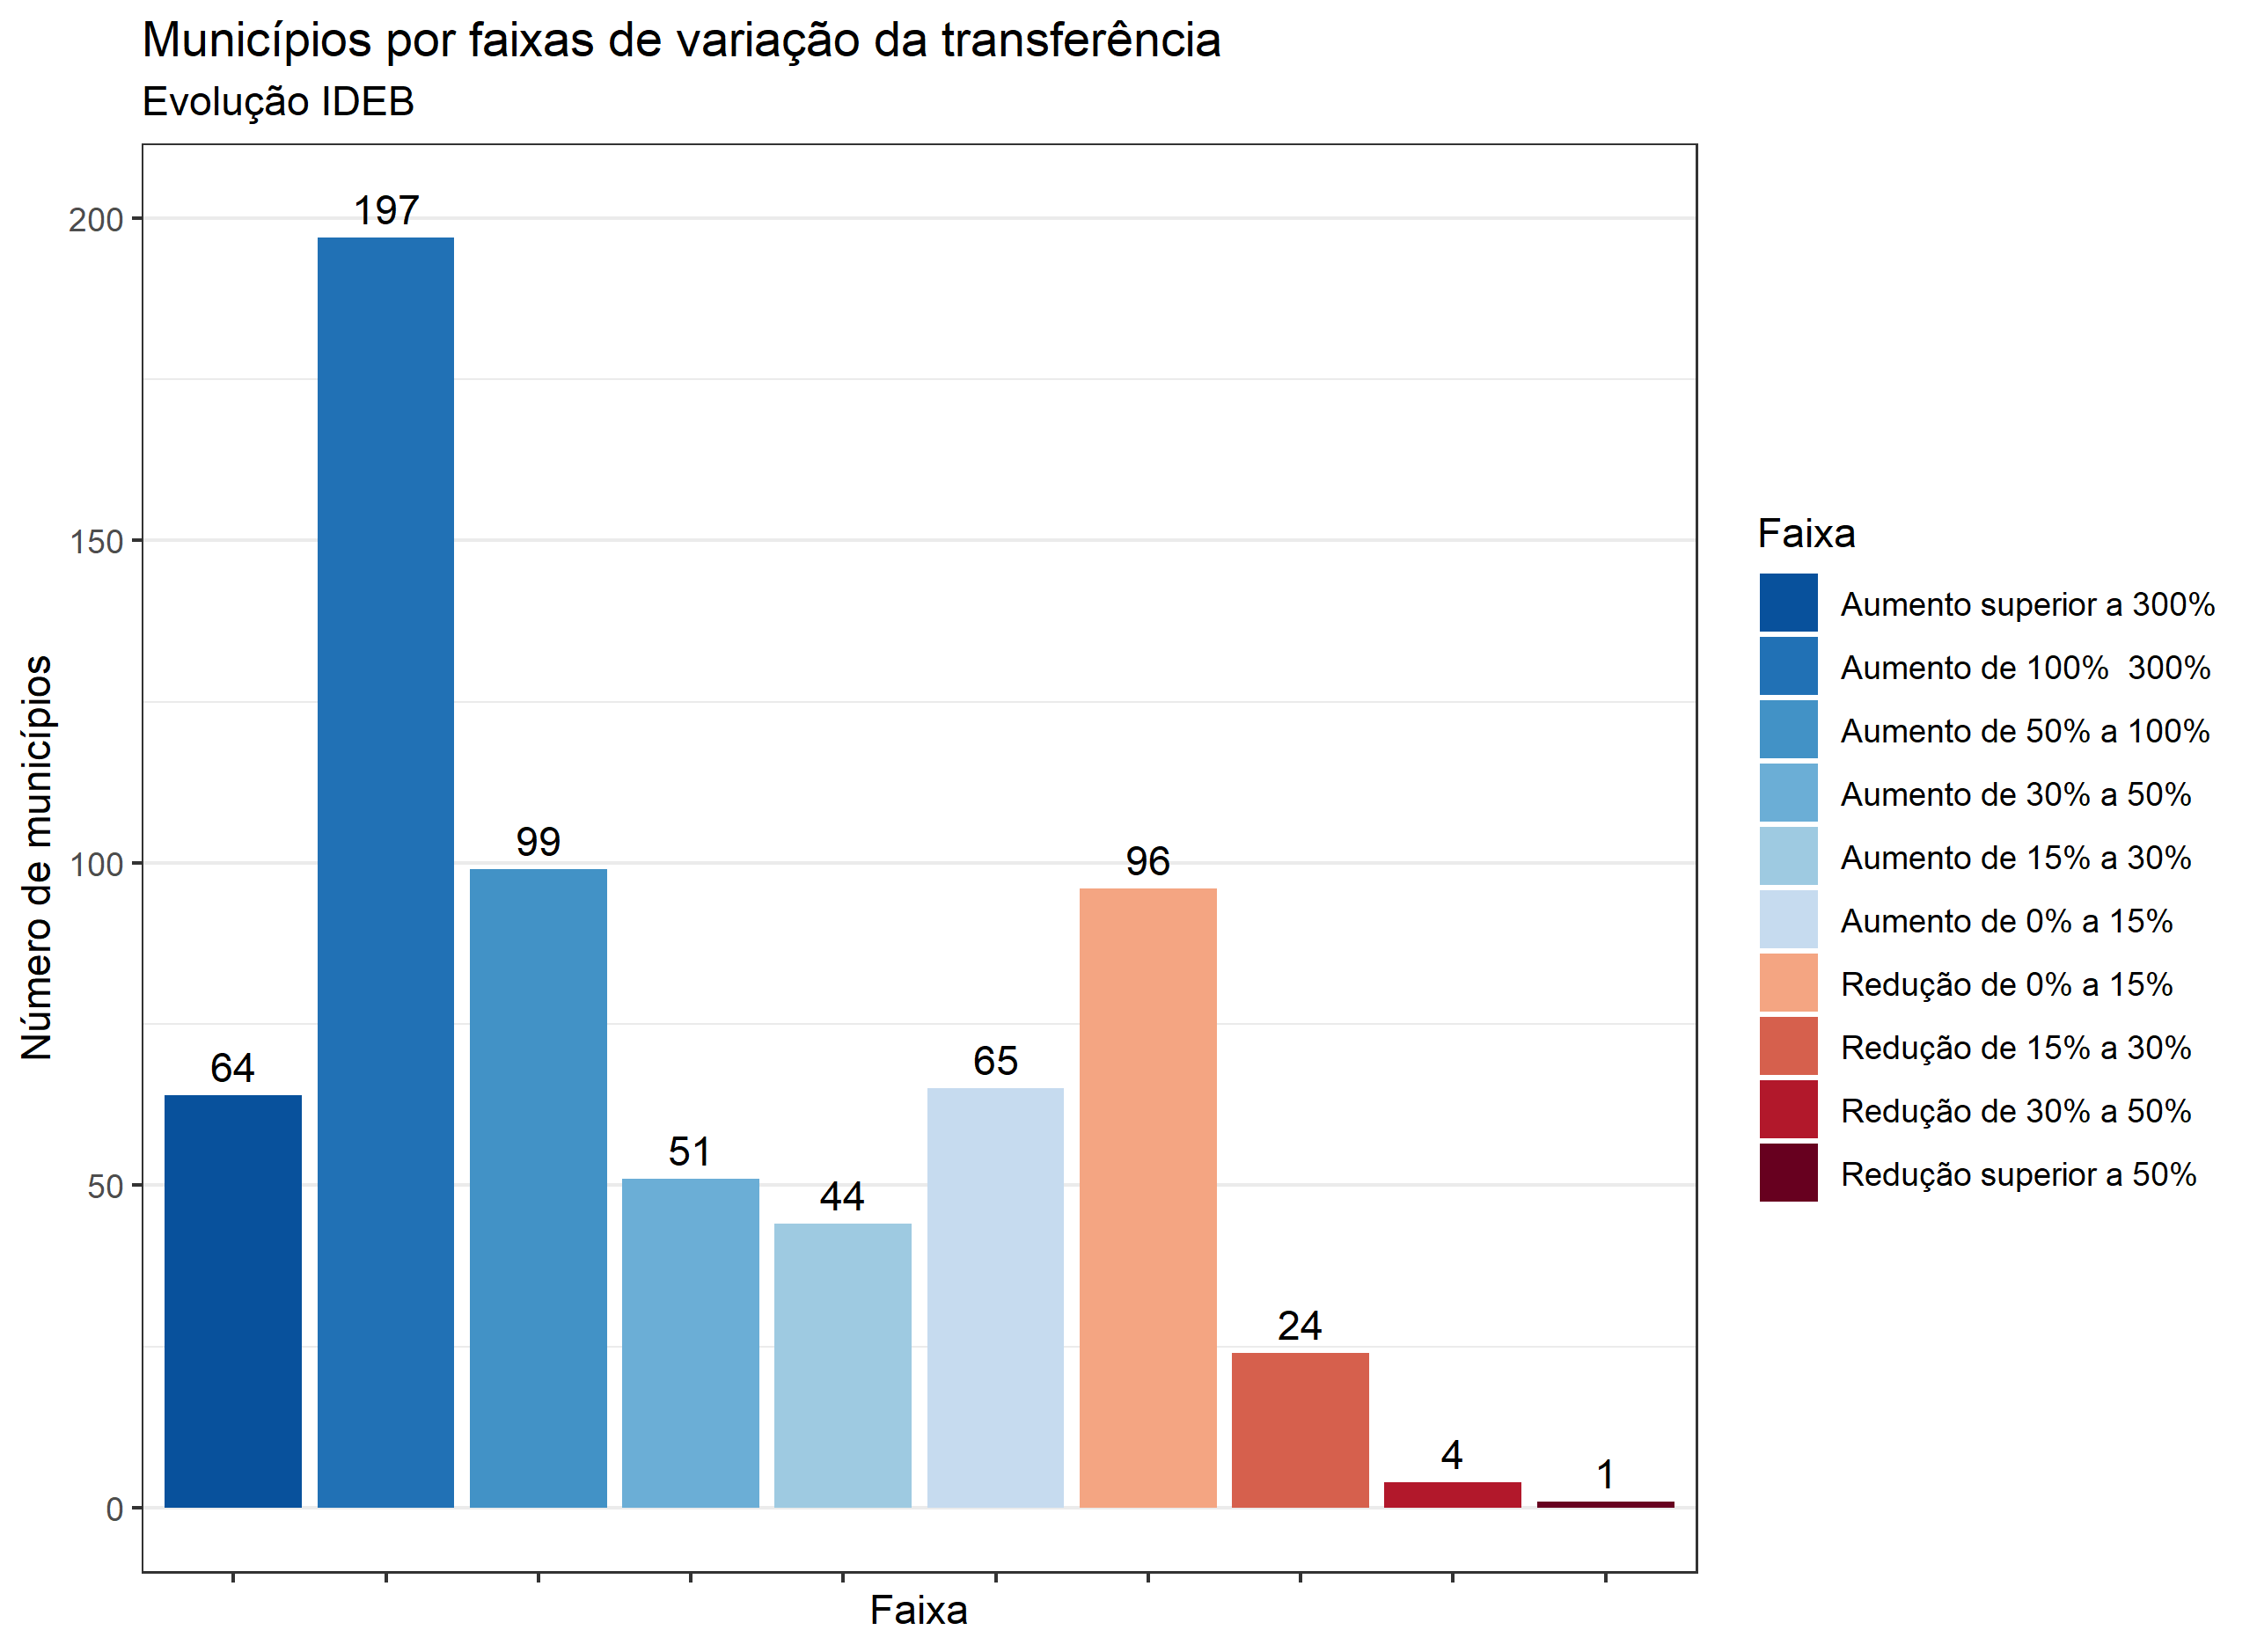 Municípios por faixas de variação da transferência
Evolução IDEB
Número de municípios
200
150
100
50
0
64
197
99
51
44
65
96
24
4
1
Faixa
Faixa
Aumento superior a 300%
Aumento de 100%  300%
Aumento de 50% a 100%
Aumento de 30% a 50%
Aumento de 15% a 30%
Aumento de 0% a 15%
Redução de 0% a 15%
Redução de 15% a 30%
Redução de 30% a 50%
Redução superior a 50%